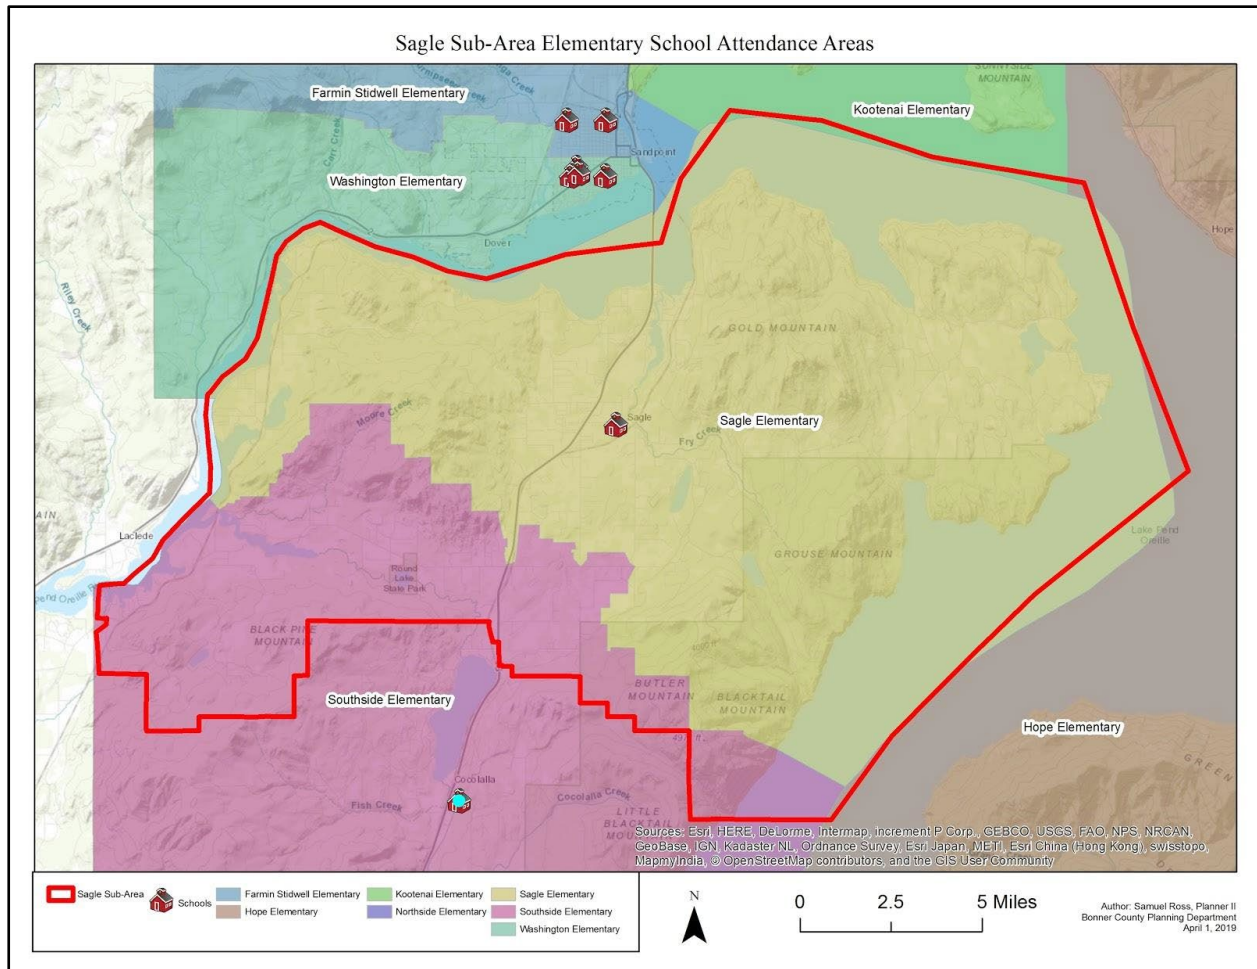 Sagle Sub-Area Elementary School Attendance Areas
SUNNYSIDE
MOUNTAIN
Farmin Stidwell Elementary
Kootenai Elementary
Carr Creek
Sandpoint
Washington Elementary
Hope
Dover
Riley Creek
GOLD MOUNTAIN
Moore Creek
Sagle
Sagle Elementary
Fry Creek
Laclede
Lake Pend
Oreille
GROUSE MOUNTAIN
Round
Lake
State Park
BLACK PINE
MOUNTAIN
BUTLER
MOUNTAIN
BLACKTAIL
MOUNTAIN
Southside Elementary
Hope Elementary
GREEN
Cocolalla
Fish Creek
Cocolalla Creek
LITTLE
BLACKTAIL
Sources: Esri, HERE, DeLorme, Intermap, increment P Corp., GEBCO, USGS, FAO, NPS, NRCAN,
GeoBase, IGN, Kadaster NL, Ordnance Survey, Esri Japan, METI, Esri China (Hong Kong), swisstopo,
MapmyIndia, © OpenStreetMap contributors, and the GIS User Community
Sagle Sub-Area
Schools
Farmin Stidwell Elementary
Hope Elementary
Kootenai Elementary
Northside Elementary
Sagle Elementary
Southside Elementary
Washington Elementary
N
0 2.5 5 Miles
Author: Samuel Ross, Planner II
Bonner County Planning Department
April 1, 2019